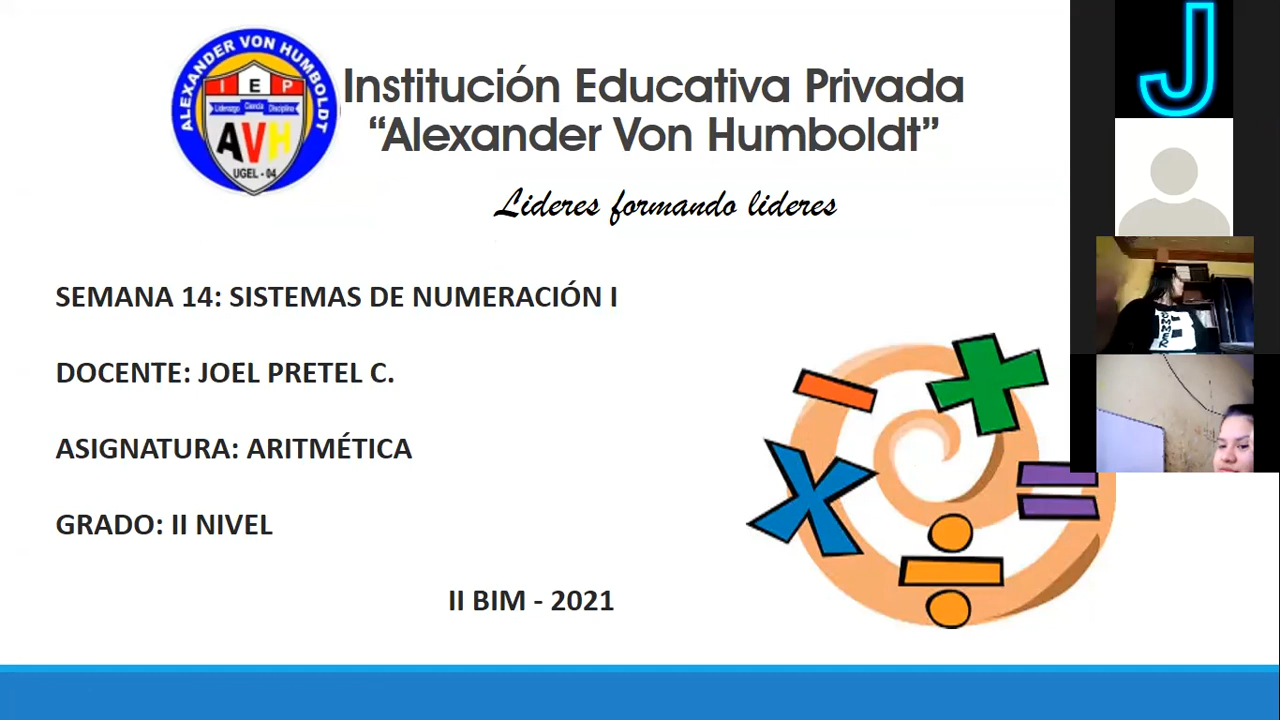 ALEXANDER VON HUMBOLDT
I E P
Liderazgo Ciencia Disciplina
AVH
UGEL - 04
Institución Educativa Privada
“Alexander Von Humboldt”
Lideres formando lideres
SEMANA 14: SISTEMAS DE NUMERACIÓN I
DOCENTE: JOEL PRETEL C.
ASIGNATURA: ARITMÉTICA
GRADO: II NIVEL
II BIM - 2021
J